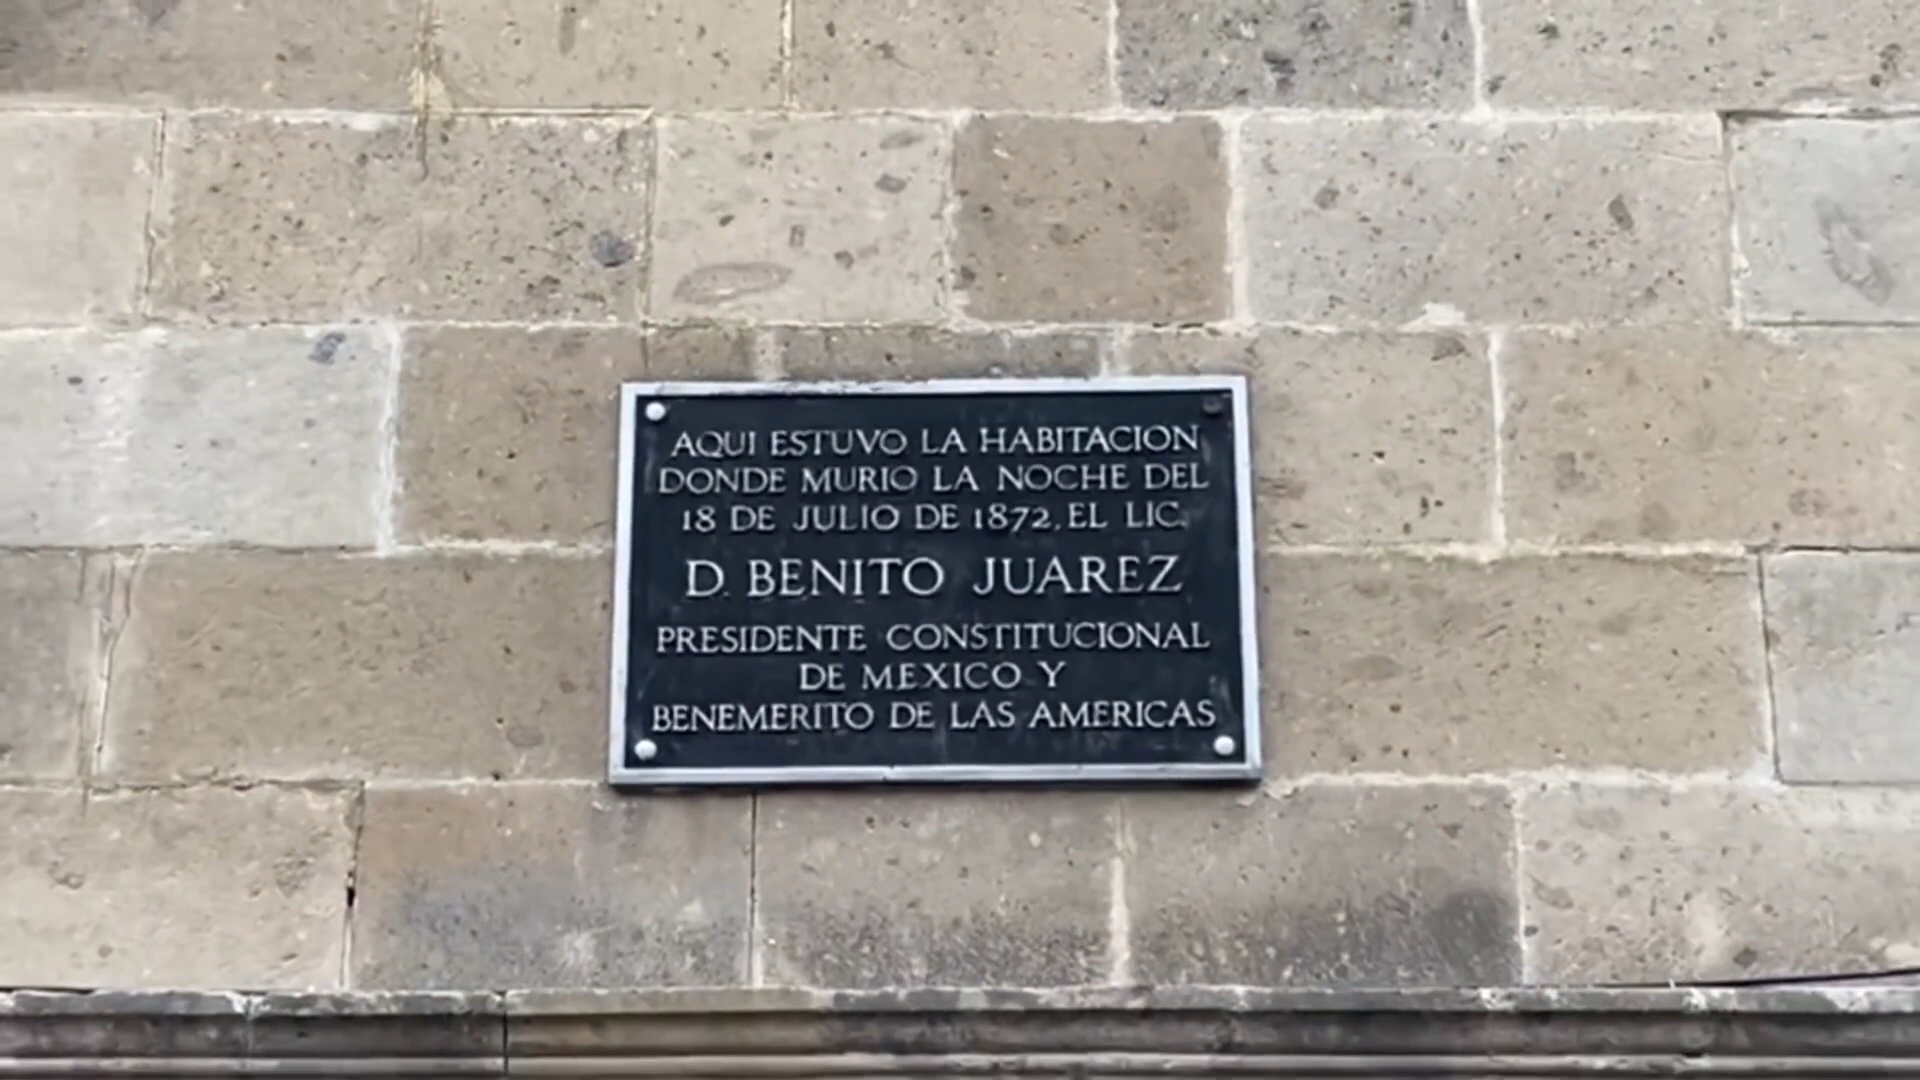 AQUI ESTUVO LA HABITACION
DONDE MURIO LA NOCHE DEL
18 DE JULIO DE 1872, EL LIC.
D. BENITO JUAREZ
PRESIDENTE CONSTITUCIONAL
DE MEXICO Y
BENEMERITO DE LAS AMERICAS